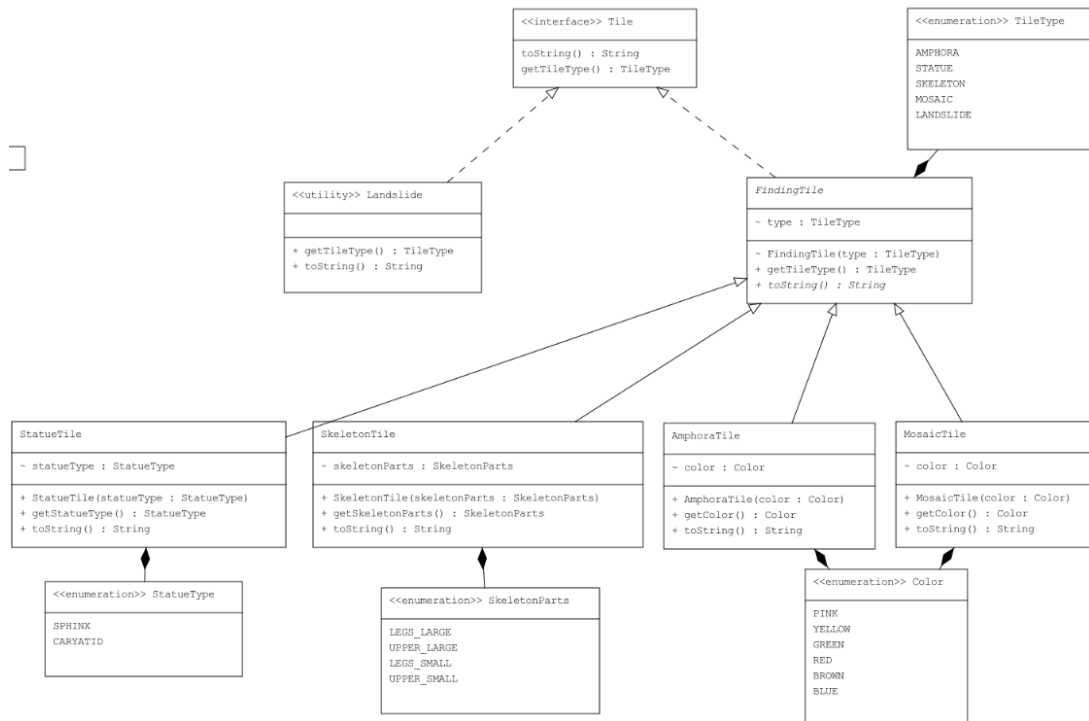 <<interface>> Tile
toString() : String
getTileType() : TileType
<<enumeration>> TileType
AMPHORA
STATUE
SKELETON
MOSAIC
LANDSLIDE
<<utility>> Landslide
+ getTileType() : TileType
+ toString() : String
FindingTile
~ type : TileType
~ FindingTile(type : TileType)
+ getTileType() : TileType
+ toString() : String
StatueTile
~ statueType : StatueType
+ StatueTile(statueType : StatueType)
+ getStatueType() : StatueType
+ toString() : String
SkeletonTile
~ skeletonParts : SkeletonParts
+ SkeletonTile(skeletonParts : SkeletonParts)
+ getSkeletonParts() : SkeletonParts
+ toString() : String
AmphoraTile
~ color : Color
+ AmphoraTile(color : Color)
+ getColor() : Color
+ toString() : String
MosaicTile
~ color : Color
+ MosaicTile(color : Color)
+ getColor() : Color
+ toString() : String
<<enumeration>> StatueType
SPHINX
CARYATID
<<enumeration>> SkeletonParts
LEGS_LARGE
UPPER_LARGE
LEGS_SMALL
UPPER_SMALL
<<enumeration>> Color
PINK
YELLOW
GREEN
RED
BROWN
BLUE